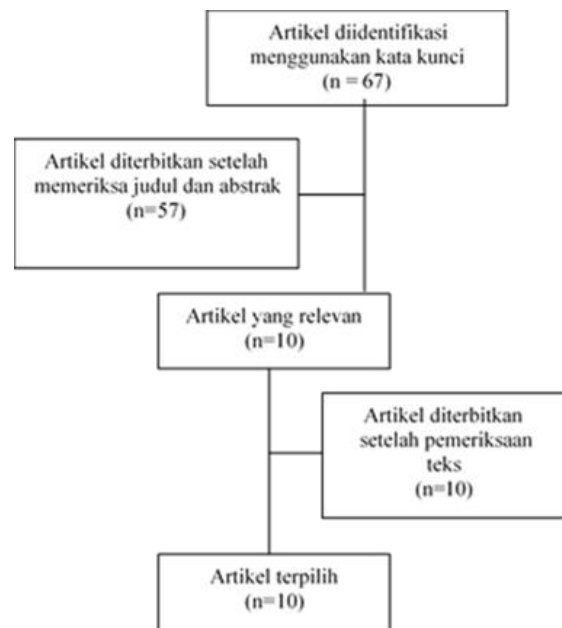 Artikel diidentifikasi
menggunakan kata kunci
(n = 67)
Artikel diterbitkan setelah
memeriksa judul dan abstrak
(n=57)
Artikel yang relevan
(n=10)
Artikel diterbitkan
setelah pemeriksaan
teks
(n=10)
Artikel terpilih
(n=10)